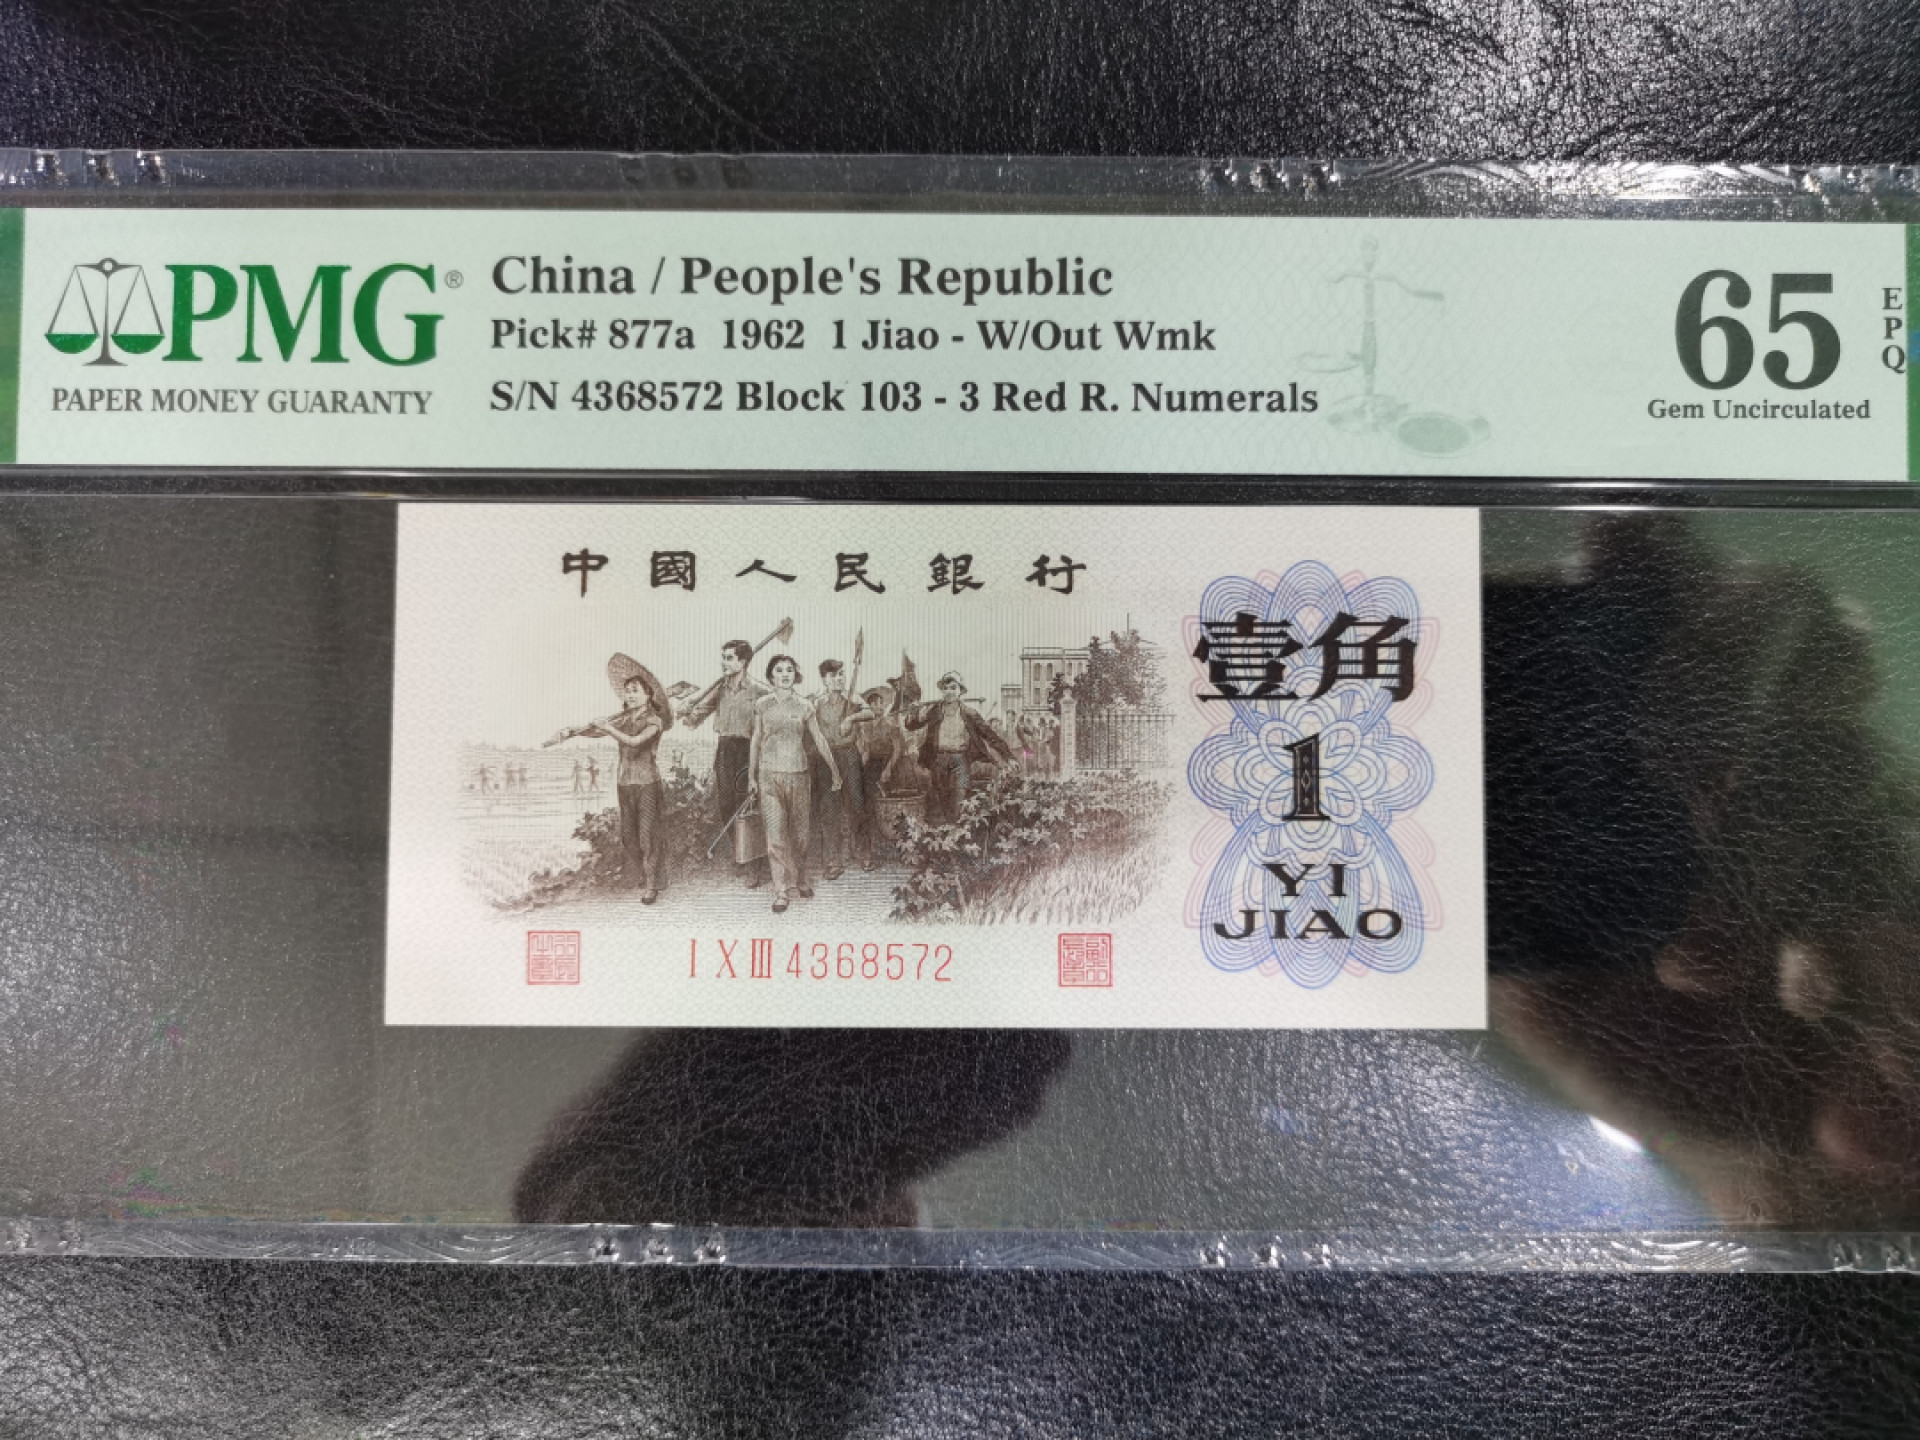 PMG®
PAPER MONEY GUARANTY
China / People's Republic
Pick# 877a 1962 1 Jiao - W/Out Wmk
S/N 4368572 Block 103 - 3 Red R. Numerals
65
EPQ
Gem Uncirculated
中國人民銀行
壹角
1
YI
JIAO
I X III 4368572